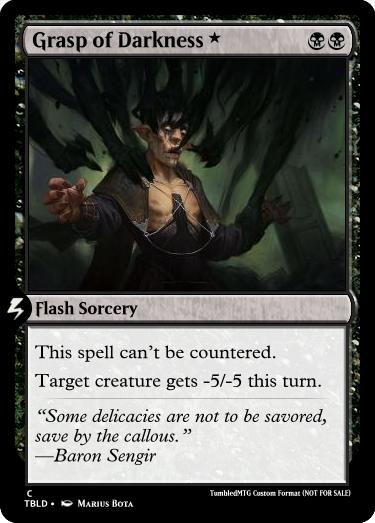 Grasp of Darkness ★
Flash Sorcery
This spell can't be countered.
Target creature gets -5/-5 this turn.
“Some delicacies are not to be savored,
save by the callous.”
—Baron Sengir
C
TBLD • Marius Bota
TumbledMTG Custom Format (NOT FOR SALE)